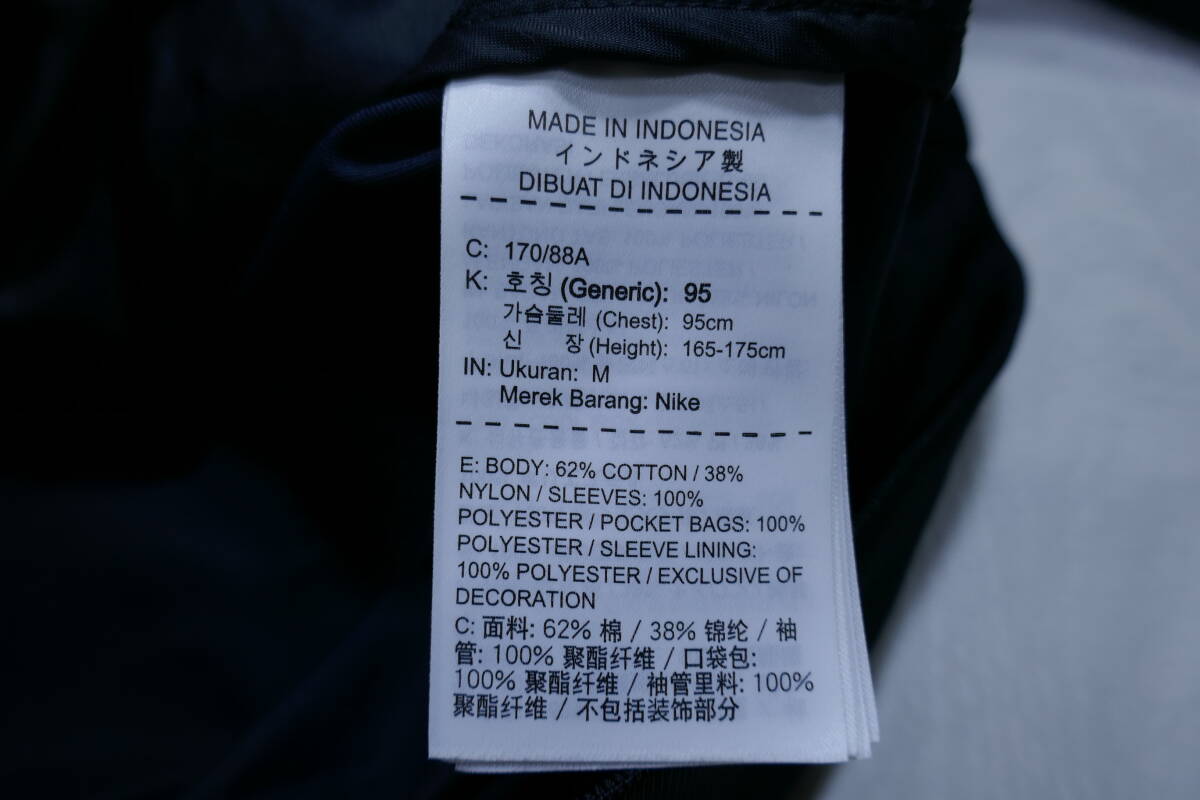 MADE IN INDONESIA
インドネシア製
DIBUAT DI INDONESIA
C: 170/88A
K: 호칭 (Generic): 95
가슴둘레 (Chest): 95cm
신 장 (Height): 165-175cm
IN: Ukuran: M
Merek Barang: Nike
E: BODY: 62% COTTON / 38%
NYLON / SLEEVES: 100%
POLYESTER / POCKET BAGS: 100%
POLYESTER / SLEEVE LINING:
100% POLYESTER / EXCLUSIVE OF
DECORATION
C: 面料: 62% 棉 / 38% 锦纶 / 袖
管: 100% 聚酯纤维 / 口袋包:
100% 聚酯纤维 / 袖管里料: 100%
聚酯纤维 / 不包括装饰部分